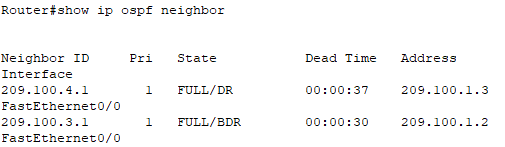 Router#show ip ospf neighbor
Neighbor ID     Pri   State           Dead Time   Address
Interface
209.100.4.1       1   FULL/DR         00:00:37    209.100.1.3
FastEthernet0/0
209.100.3.1       1   FULL/BDR        00:00:30    209.100.1.2
FastEthernet0/0